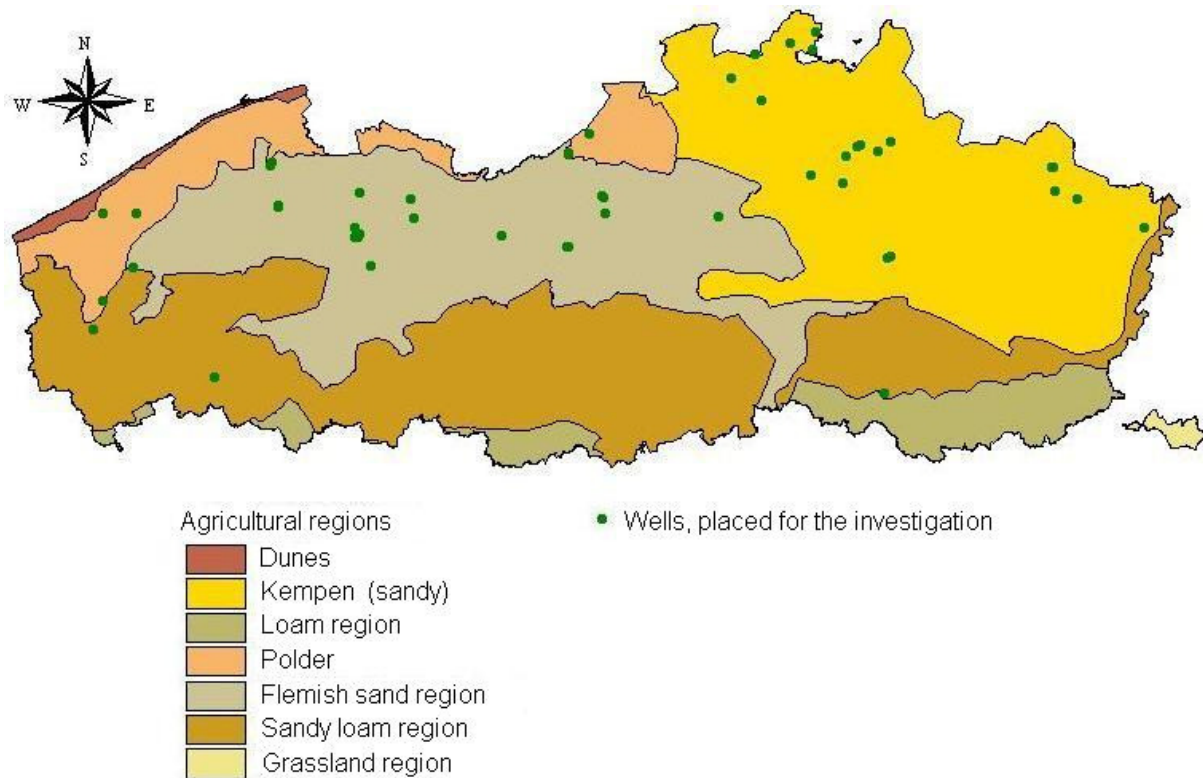 N
W E
S
Agricultural regions
Wells, placed for the investigation
Dunes
Kempen (sandy)
Loam region
Polder
Flemish sand region
Sandy loam region
Grassland region